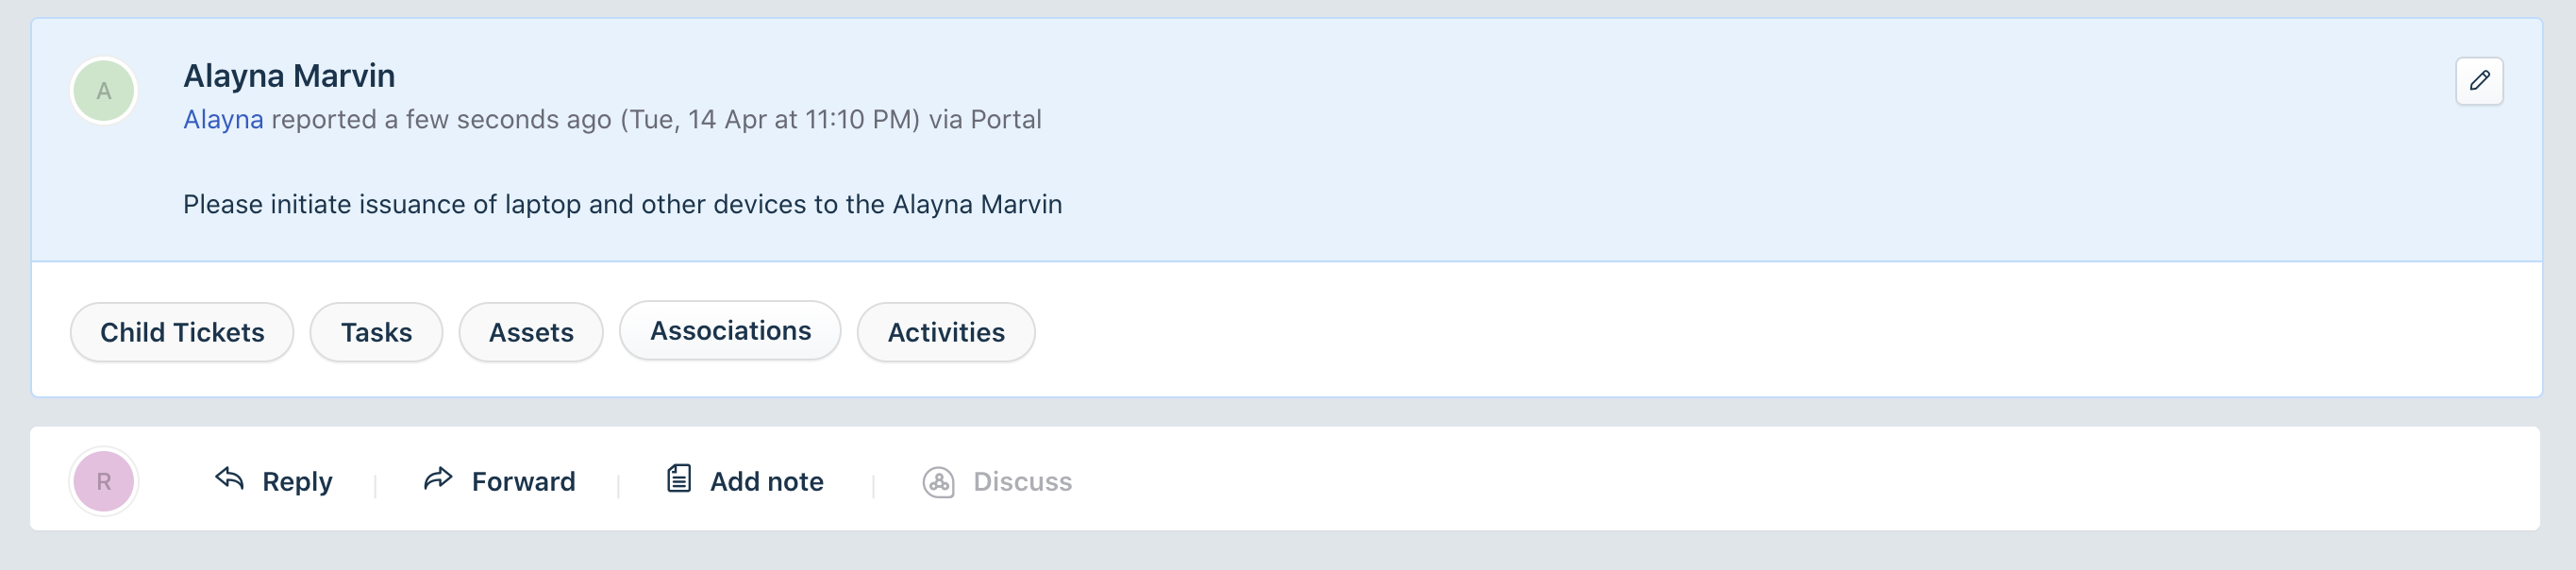 A
Alayna Marvin
Alayna reported a few seconds ago (Tue, 14 Apr at 11:10 PM) via Portal
Please initiate issuance of laptop and other devices to the Alayna Marvin
Child Tickets Tasks Assets Associations Activities
R Reply Forward Add note Discuss